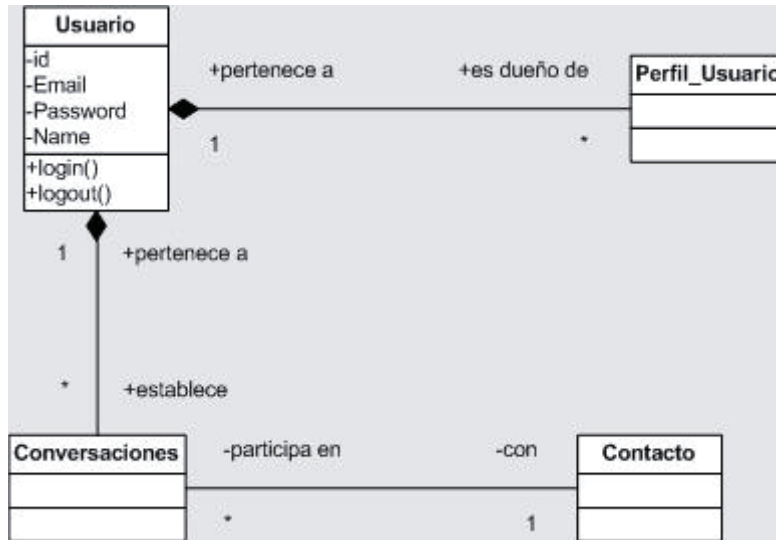 Usuario
-id
-Email
-Password
-Name
+login()
+logout()
+pertenece a
+es dueño de
1
*
Perfil_Usuario
1
+pertenece a
*
+establece
Conversaciones
-participa en
-con
*
1
Contacto